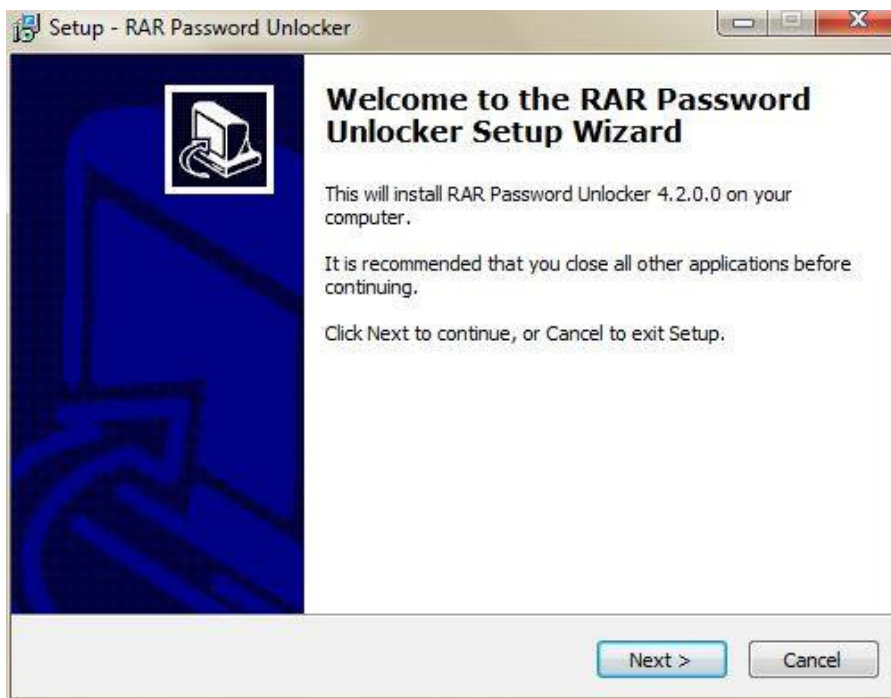 Setup - RAR Password Unlocker
Welcome to the RAR Password
Unlocker Setup Wizard
This will install RAR Password Unlocker 4.2.0.0 on your
computer.
It is recommended that you close all other applications before
continuing.
Click Next to continue, or Cancel to exit Setup.
Next >
Cancel